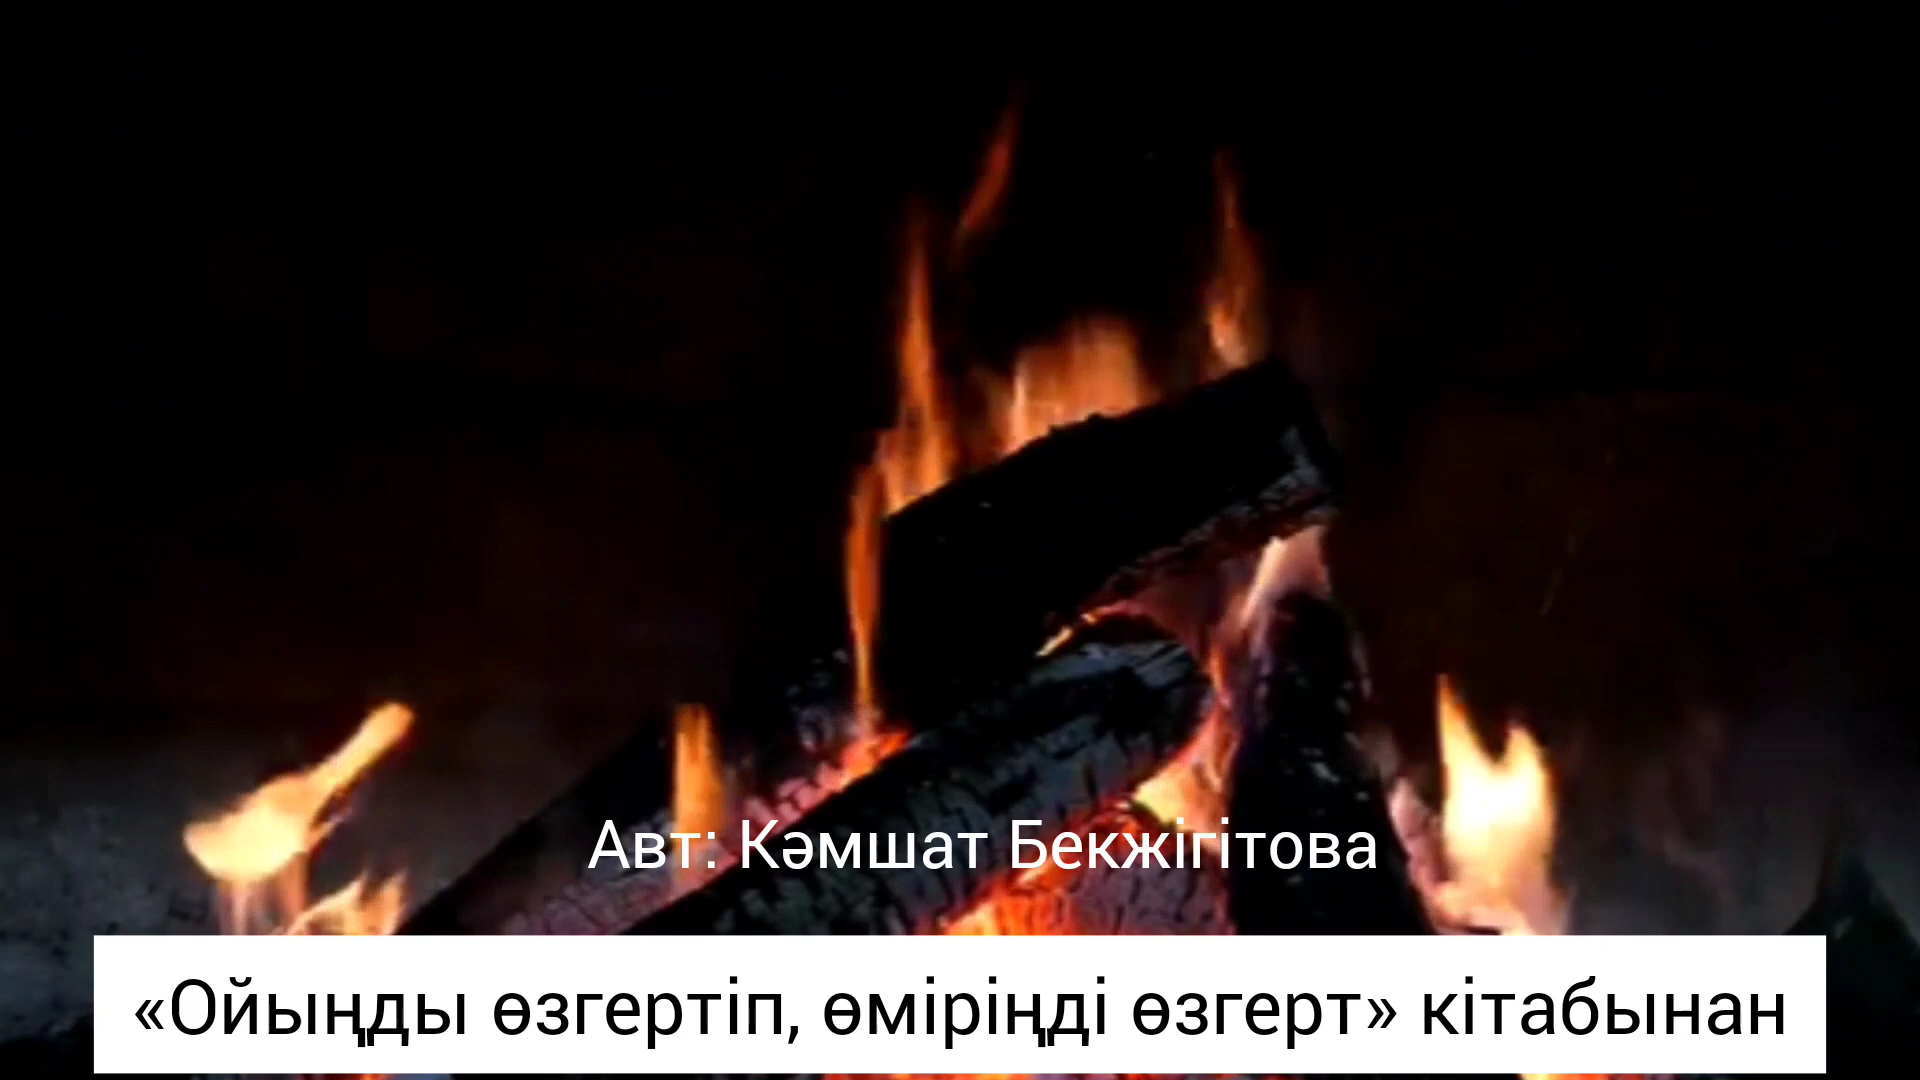 Авт: Кәмшат Бекжігітова
«Ойыңды өзгертіп, өміріңді өзгерт» кітабынан